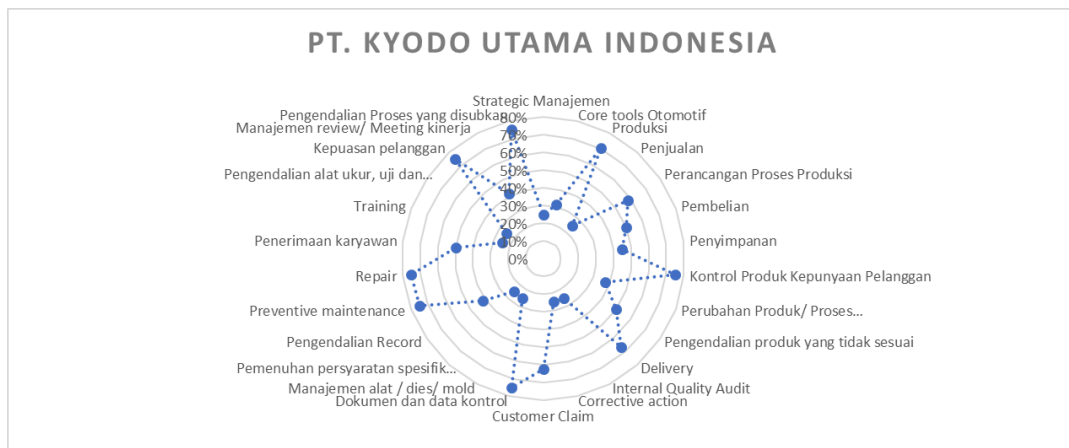 PT. KYODO UTAMA INDONESIA
Strategic Manajemen
Core tools Otomotif
Produksi
Penjualan
Perancangan Proses Produksi
Pembelian
Penyimpanan
Kontrol Produk Kepunyaan Pelanggan
Perubahan Produk/ Proses...
Pengendalian produk yang tidak sesuai
Delivery
Internal Quality Audit
Corrective action
Customer Claim
Dokumen dan data kontrol
Manajemen alat / dies/ mold
Pemenuhan persyaratan spesifik...
Pengendalian Record
Preventive maintenance
Repair
Penerimaan karyawan
Training
Pengendalian alat ukur, uji dan...
Kepuasan pelanggan
Manajemen review/ Meeting kinerja
Pengendalian Proses yang disubkan
80%
70%
60%
50%
40%
30%
20%
10%
0%